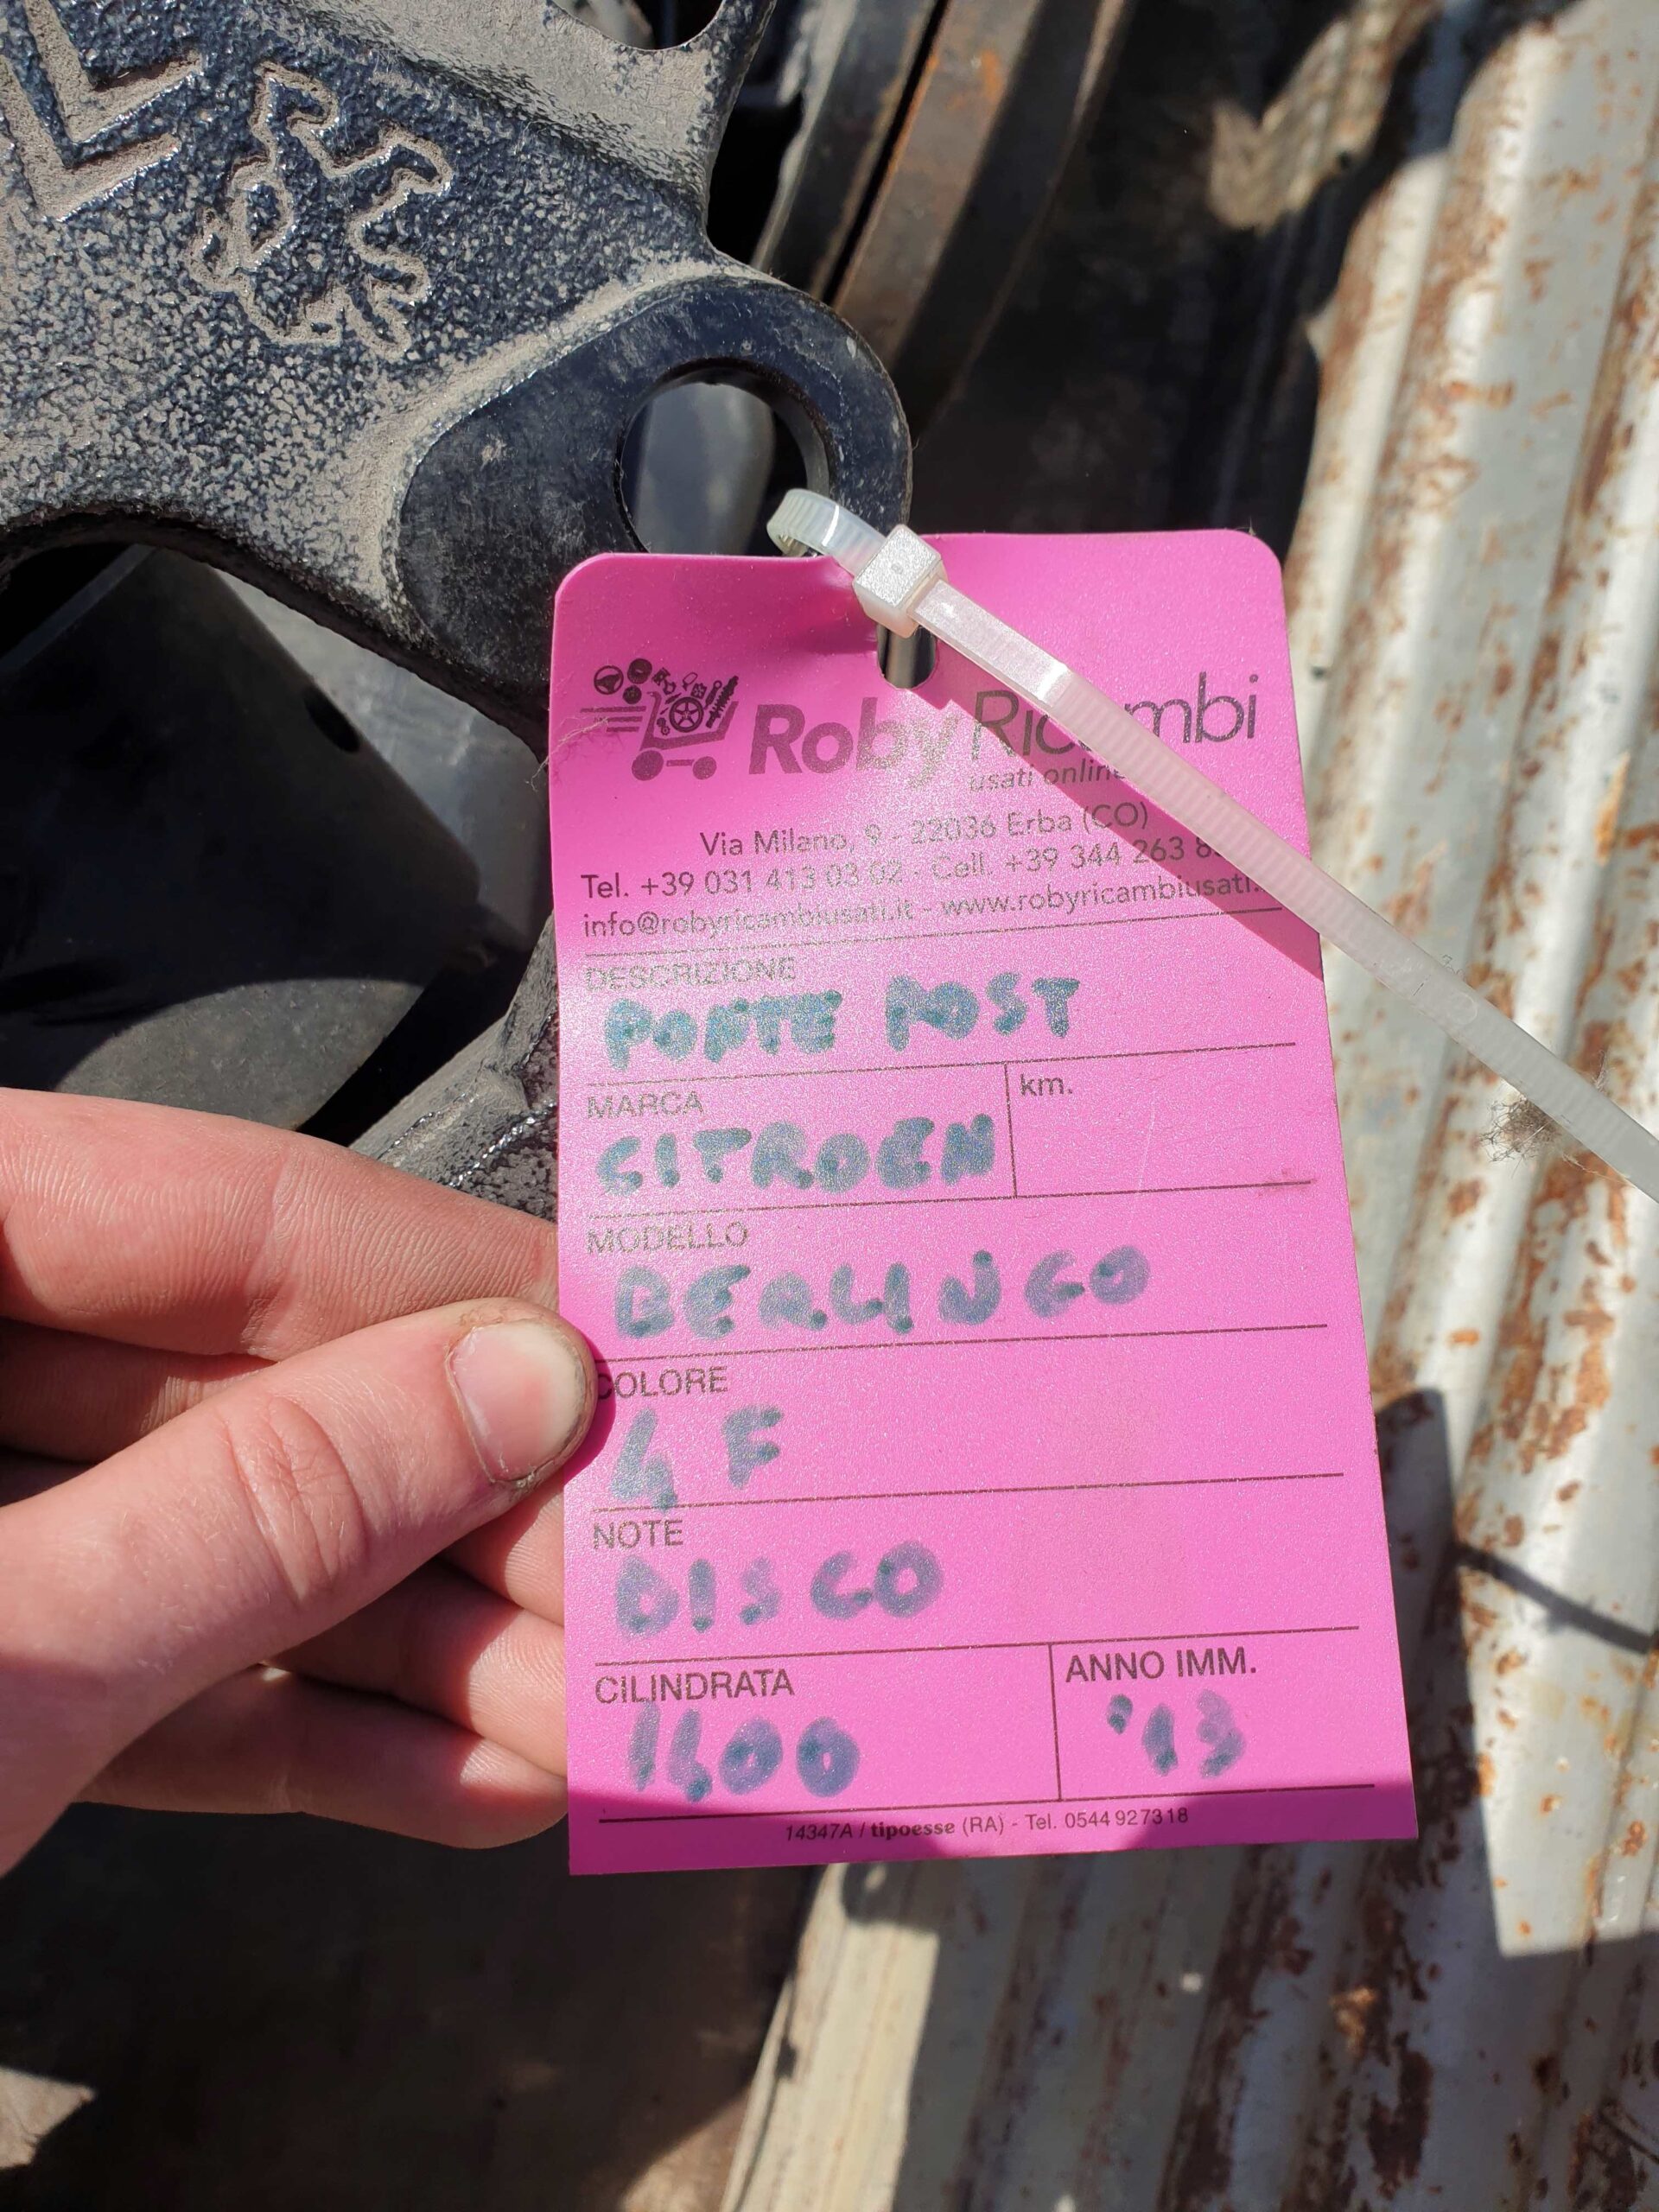 Roby Ricambi
usati online
Via Milano, 9 - 22036 Erba (CO)
Tel. +39 031 413 03 02 - Cell. +39 344 263
info@robyricambiusati.it - www.robyricambiusati.
DESCRIZIONE
PONTE POST
MARCA
km.
CITROEN
MODELLO
BERLINGO
COLORE
4 F
NOTE
DISCO
CILINDRATA
ANNO IMM.
1600
'13
14347A / tipoesse (RA) - Tel. 0544 927318